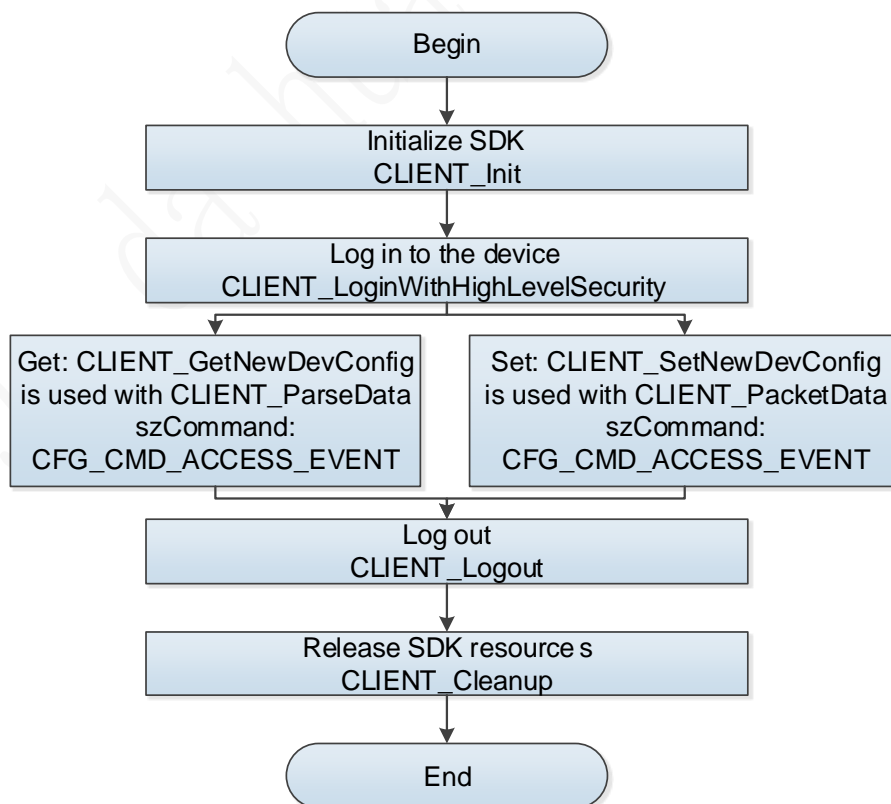 Begin
Initialize SDK
CLIENT_Init
Log in to the device
CLIENT_LoginWithHighLevelSecurity
Get: CLIENT_GetNewDevConfig
is used with CLIENT_ParseData
szCommand:
CFG_CMD_ACCESS_EVENT
Set: CLIENT_SetNewDevConfig
is used with CLIENT_PacketData
szCommand:
CFG_CMD_ACCESS_EVENT
Log out
CLIENT_Logout
Release SDK resources
CLIENT_Cleanup
End